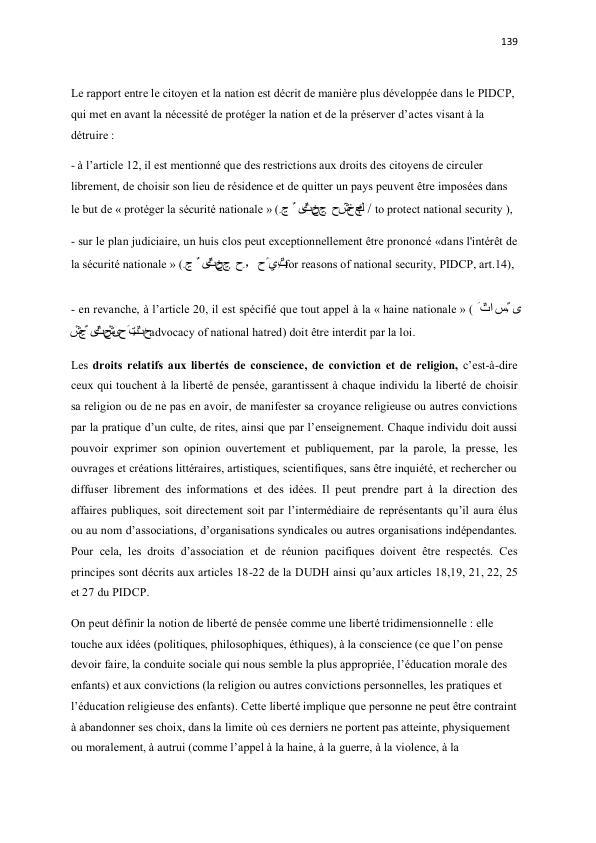 139
Le rapport entre le citoyen et la nation est décrit de manière plus développée dans le PIDCP,
qui met en avant la nécessité de protéger la nation et de la préserver d'actes visant à la
détruire :
- à l'article 12, il est mentionné que des restrictions aux droits des citoyens de circuler
librement, de choisir son lieu de résidence et de quitter un pays peuvent être imposées dans
le but de « protéger la sécurité nationale » ( / to protect national security ),
- sur le plan judiciaire, un huis clos peut exceptionnellement être prononcé «dans l'intérêt de
la sécurité nationale » ( for reasons of national security, PIDCP, art.14),
- en revanche, à l'article 20, il est spécifié que tout appel à la « haine nationale » (
advocacy of national hatred) doit être interdit par la loi.
Les droits relatifs aux libertés de conscience, de conviction et de religion, c'est-à-dire
ceux qui touchent à la liberté de pensée, garantissent à chaque individu la liberté de choisir
sa religion ou de ne pas en avoir, de manifester sa croyance religieuse ou autres convictions
par la pratique d'un culte, de rites, ainsi que par l'enseignement. Chaque individu doit aussi
pouvoir exprimer son opinion ouvertement et publiquement, par la parole, la presse, les
ouvrages et créations littéraires, artistiques, scientifiques, sans être inquiété, et rechercher ou
diffuser librement des informations et des idées. Il peut prendre part à la direction des
affaires publiques, soit directement soit par l'intermédiaire de représentants qu'il aura élus
ou au nom d'associations, d'organisations syndicales ou autres organisations indépendantes.
Pour cela, les droits d'association et de réunion pacifiques doivent être respectés. Ces
principes sont décrits aux articles 18-22 de la DUDH ainsi qu'aux articles 18,19, 21, 22, 25
et 27 du PIDCP.
On peut définir la notion de liberté de pensée comme une liberté tridimensionnelle : elle
touche aux idées (politiques, philosophiques, éthiques), à la conscience (ce que l'on pense
devoir faire, la conduite sociale qui nous semble la plus appropriée, l'éducation morale des
enfants) et aux convictions (la religion ou autres convictions personnelles, les pratiques et
l'éducation religieuse des enfants). Cette liberté implique que personne ne peut être contraint
à abandonner ses choix, dans la limite où ces derniers ne portent pas atteinte, physiquement
ou moralement, à autrui (comme l'appel à la haine, à la guerre, à la violence, à la